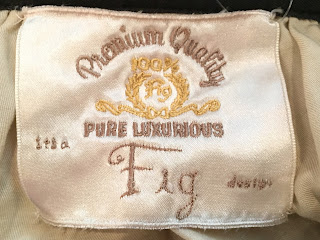 Premium Quality
100%
Fig
PURE LUXURIOUS
it's a
Fig
design